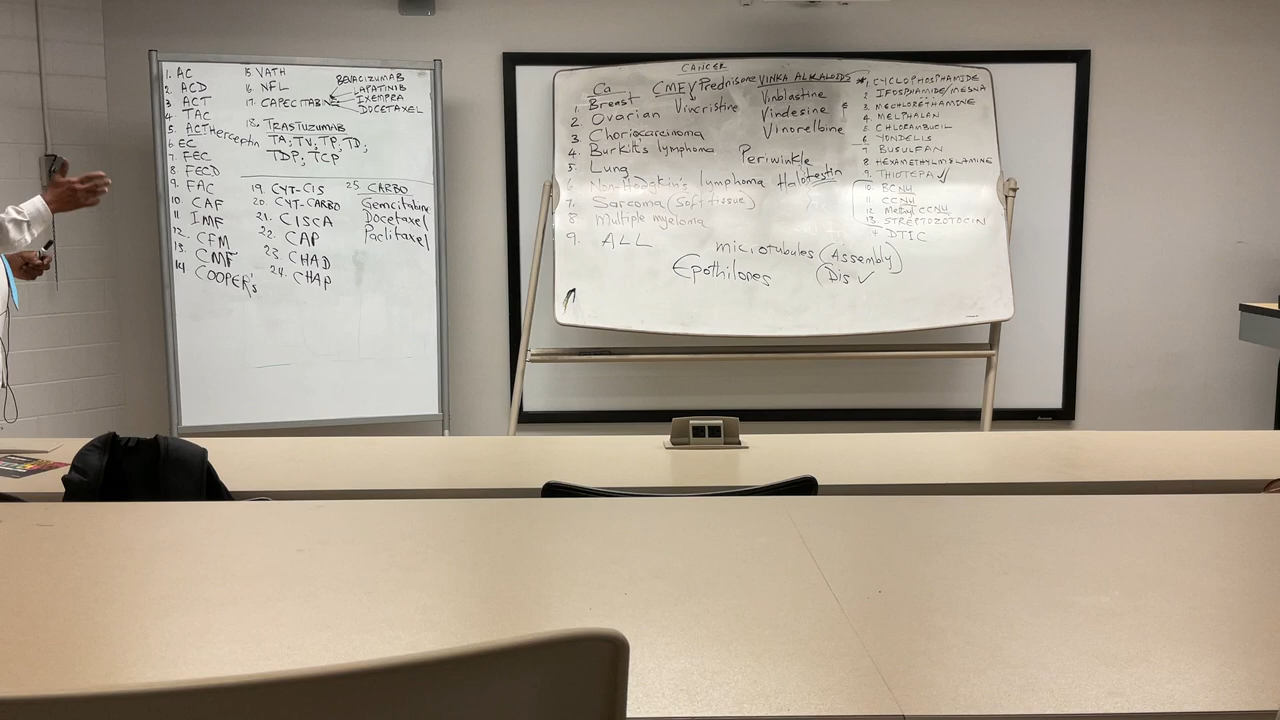 1. AC
2. ACD
3 ACT
4 TAC
5. ACTHerceptin
6 EC
7. FEC
8 FECD
9. FAC
10. CAF
11 IMF
12. CFM
13. CMF
14 COOPER's
15. VATH
16. NFL
17. CAPECITABINE
BEVACIZUMAB
LAPATINIB
IXEMPRA
DOCETAXEL
18. TRASTUZUMAB
TA; TV; TP; TD;
TDP; TCP
19. CYT-CIS
20. CYT-CARBO
21. CISCA
22. CAP
23. CHAD
24. CHAP
25. CARBO
Gemcitabine
Docetaxel
Paclitaxel
CANCER
Ca
1. Breast
2 Ovarian
3 Choriocarcinoma
4. Burkitt's lymphoma
5. Lung
6 Non-Hodgkin's lymphoma
7. Sarcoma (Soft tissue)
8 Multiple myeloma
9. ALL
CMEV Prednisone
Vincristine
VINKA ALKALOIDS
Vinblastine
Vindesine
Vinorelbine
Periwinkle
Halotestin
microtubules (Assembly)
Epothilones (Dis ✓
1 CYCLOPHOSPHAMIDE
2 IFOSPHAMIDE/MESNA
3 MECHLORETHAMINE
4. MELPHALAN
5 CHLORAMBUCIL
6 YONDELIS
7 BUSULFAN
8. HEXAMETHYLMELAMINE
9. THIOTEPA ✓
10. BCNU
11. CCNU
12 Methyl CCNU
13. STREPTOZOTOCIN
14 DTIC